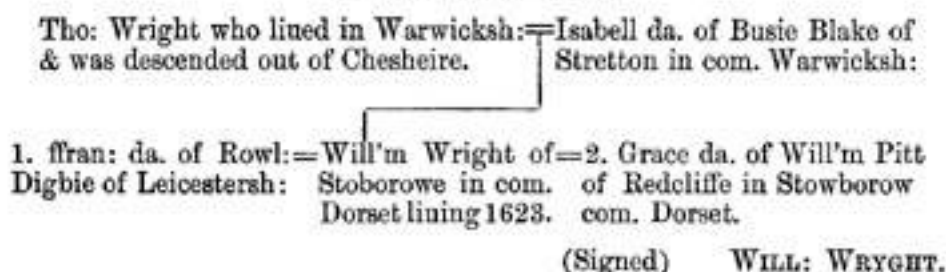 Tho: Wright who liued in Warwicksh:=Isabell da. of Busie Blake of
& was descended out of Chesheire. Stretton in com. Warwicksh:
1. ffran: da. of Rowl:=Will'm Wright of=2. Grace da. of Will'm Pitt
Digbie of Leicestersh: Stoborowe in com. of Redcliffe in Stowborow
Dorset liuing 1623. com. Dorset.
(Signed) WILL: WRYGHT.